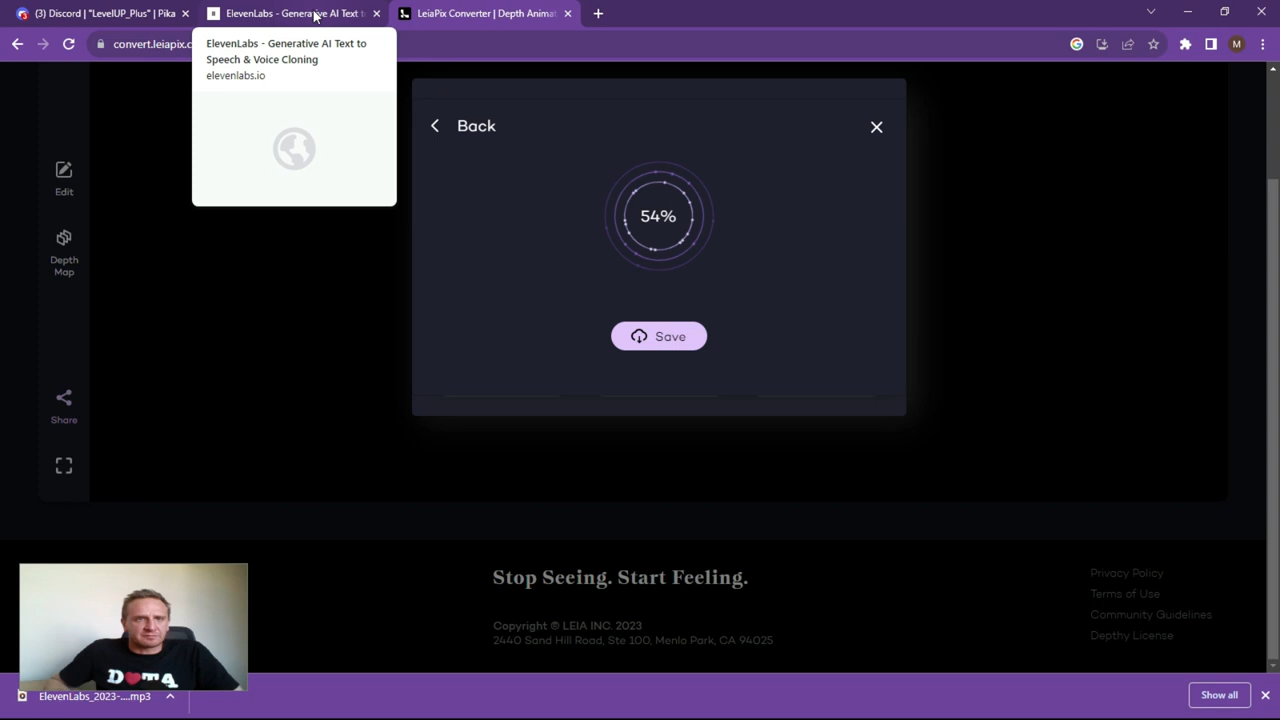 (3) Discord | "LevelUP_Plus" | Pika
ElevenLabs - Generative AI Text to
LeiaPix Converter | Depth Anima
convert.leiapix.c
M
ElevenLabs - Generative AI Text to
Speech & Voice Cloning
elevenlabs.io
Back
54%
Save
Edit
Depth
Map
Share
Stop Seeing. Start Feeling.
Copyright © LEIA INC. 2023
2440 Sand Hill Road, Ste 100, Menlo Park, CA 94025
Privacy Policy
Terms of Use
Community Guidelines
Depthy License
D❤TA
ElevenLabs_2023-....mp3
Show all